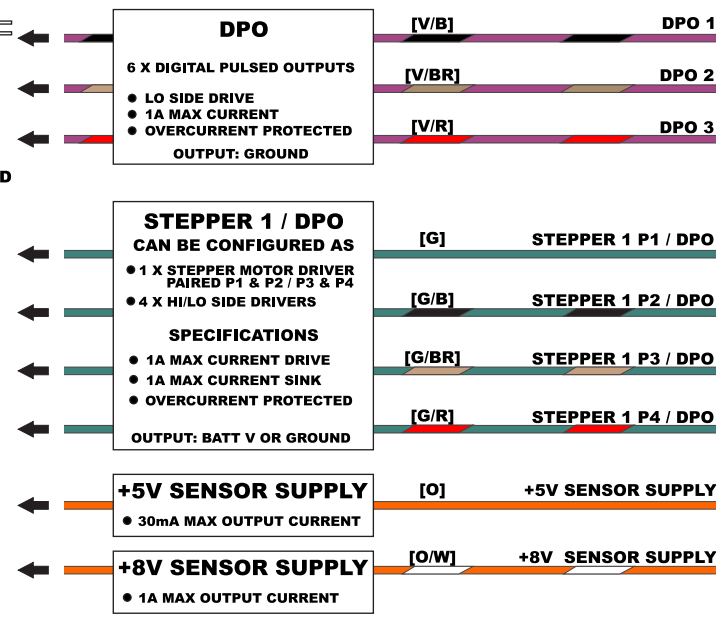 DPO
6 X DIGITAL PULSED OUTPUTS
● LO SIDE DRIVE
● 1A MAX CURRENT
● OVERCURRENT PROTECTED
OUTPUT: GROUND
[V/B] DPO 1
[V/BR] DPO 2
[V/R] DPO 3
D
STEPPER 1 / DPO
CAN BE CONFIGURED AS
● 1 X STEPPER MOTOR DRIVER
PAIRED P1 & P2 / P3 & P4
● 4 X HI/LO SIDE DRIVERS
SPECIFICATIONS
● 1A MAX CURRENT DRIVE
● 1A MAX CURRENT SINK
● OVERCURRENT PROTECTED
OUTPUT: BATT V OR GROUND
[G] STEPPER 1 P1 / DPO
[G/B] STEPPER 1 P2 / DPO
[G/BR] STEPPER 1 P3 / DPO
[G/R] STEPPER 1 P4 / DPO
+5V SENSOR SUPPLY
● 30mA MAX OUTPUT CURRENT
[O] +5V SENSOR SUPPLY
+8V SENSOR SUPPLY
● 1A MAX OUTPUT CURRENT
[O/W] +8V SENSOR SUPPLY